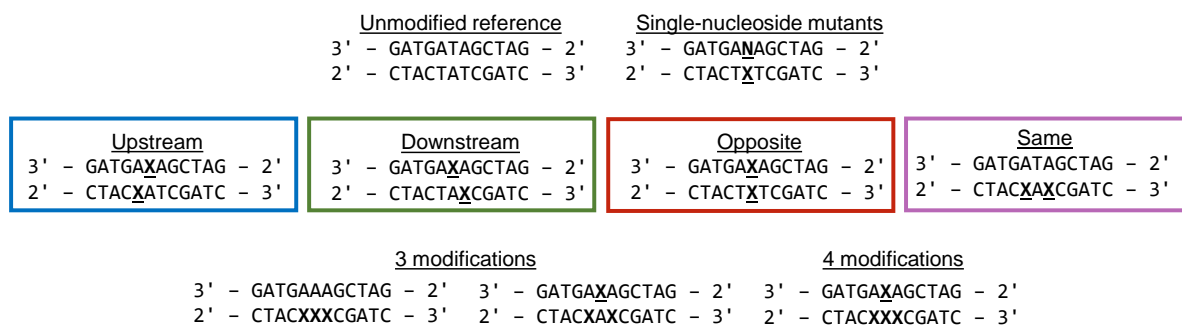 Unmodified reference
3' – GATGATAGCTAG – 2'
2' – CTACTATCGATC – 3'
Single-nucleoside mutants
3' – GATGANAGCTAG – 2'
2' – CTACTXTCGATC – 3'
Upstream
3' – GATGAXAGCTAG – 2'
2' – CTACXATCGATC – 3'
Downstream
3' – GATGAXAGCTAG – 2'
2' – CTACTAXCGATC – 3'
Opposite
3' – GATGAXAGCTAG – 2'
2' – CTACTXTCGATC – 3'
Same
3' – GATGATAGCTAG – 2'
2' – CTACXAXCGATC – 3'
3 modifications
3' – GATGAAAGCTAG – 2'
2' – CTACXXXCGATC – 3'
3' – GATGAXAGCTAG – 2'
2' – CTACXAXCGATC – 3'
4 modifications
3' – GATGAXAGCTAG – 2'
2' – CTACXXXCGATC – 3'